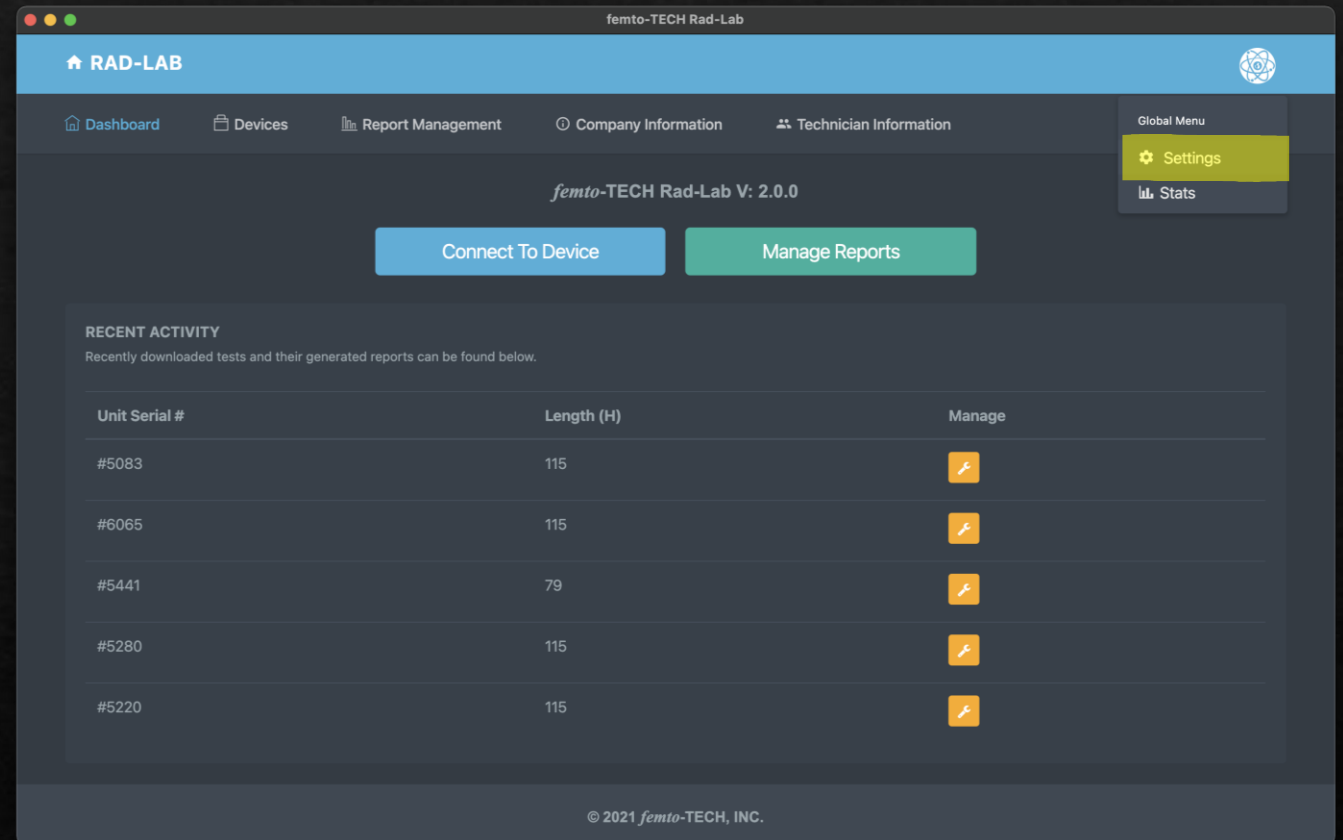 femto-TECH Rad-Lab
RAD-LAB
Dashboard Devices Report Management Company Information Technician Information
Global Menu
Settings
Stats
femto-TECH Rad-Lab V: 2.0.0
Connect To Device Manage Reports
RECENT ACTIVITY
Recently downloaded tests and their generated reports can be found below.
Unit Serial # Length (H) Manage
#5083 115
#6065 115
#5441 79
#5280 115
#5220 115
© 2021 femto-TECH, INC.